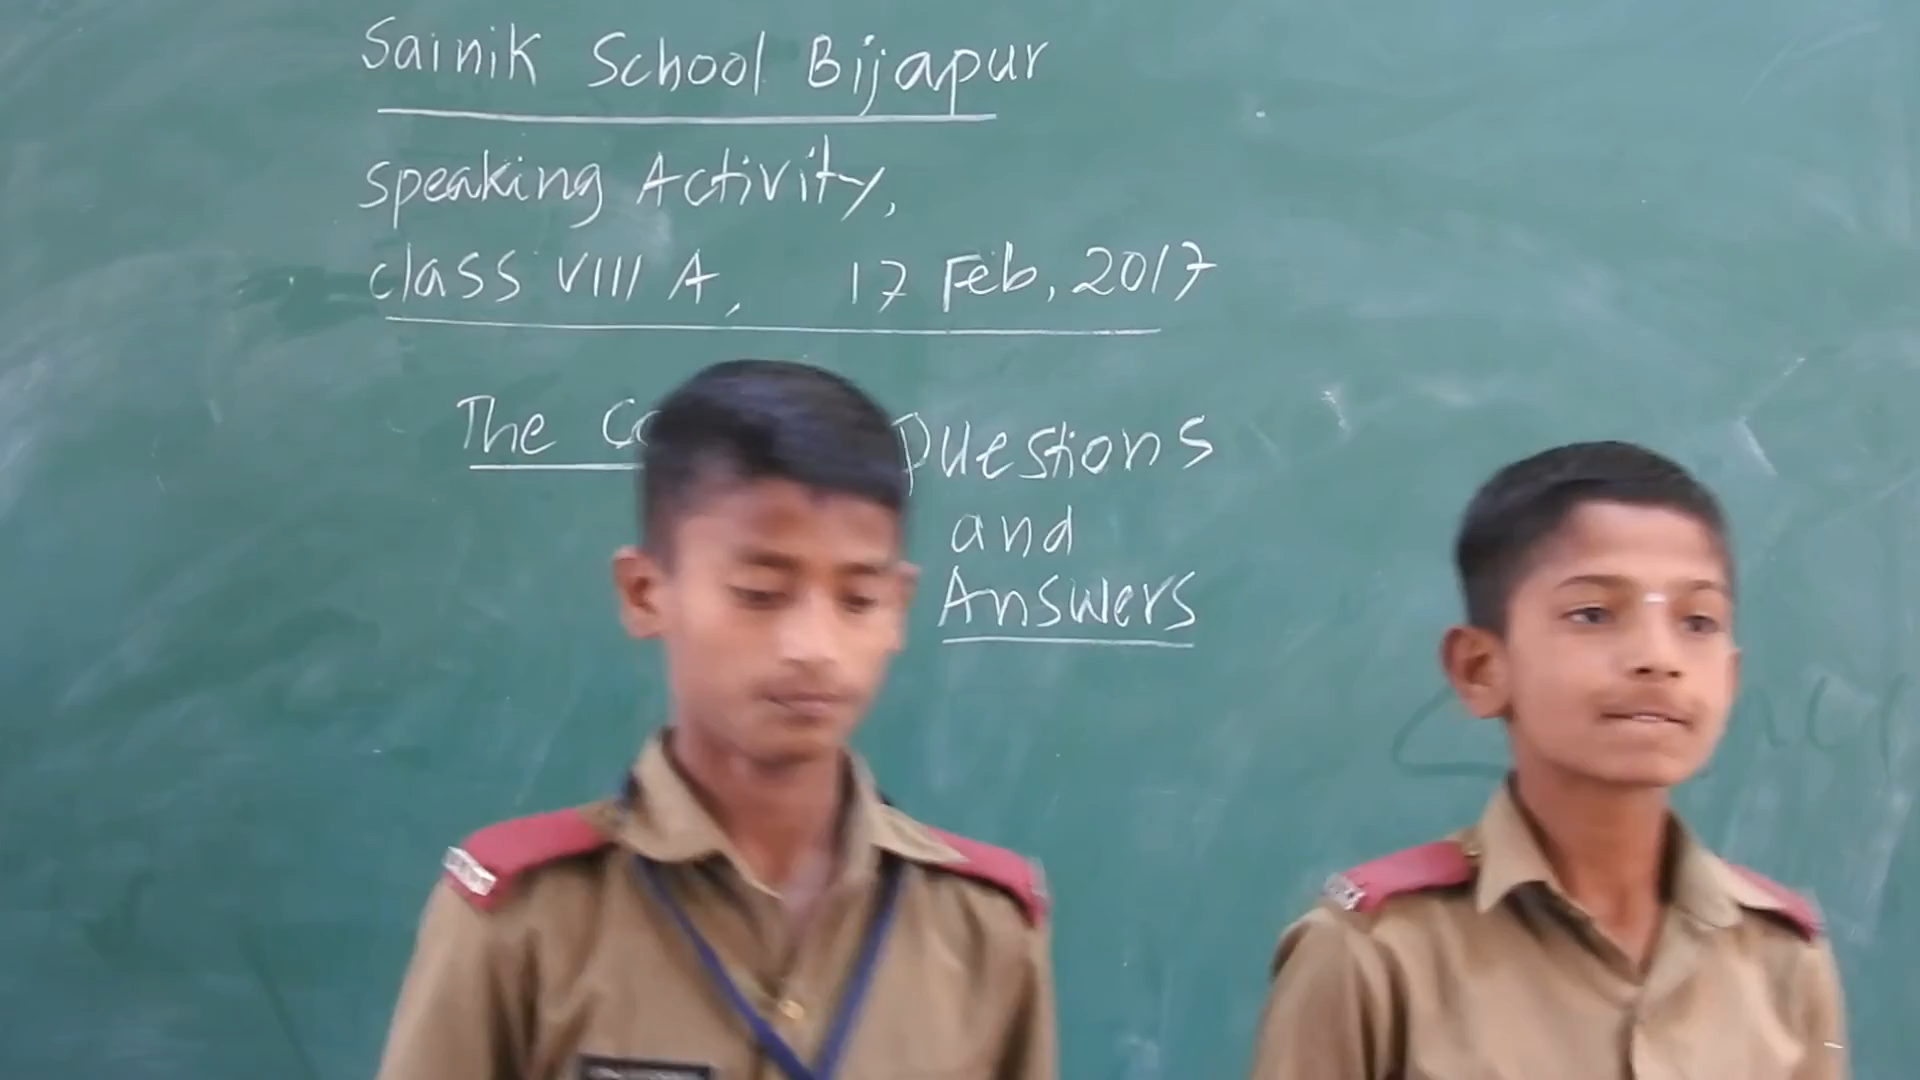 Sainik School Bijapur
Speaking Activity,
class VIII A, 17 Feb, 2017
The Questions
and
Answers